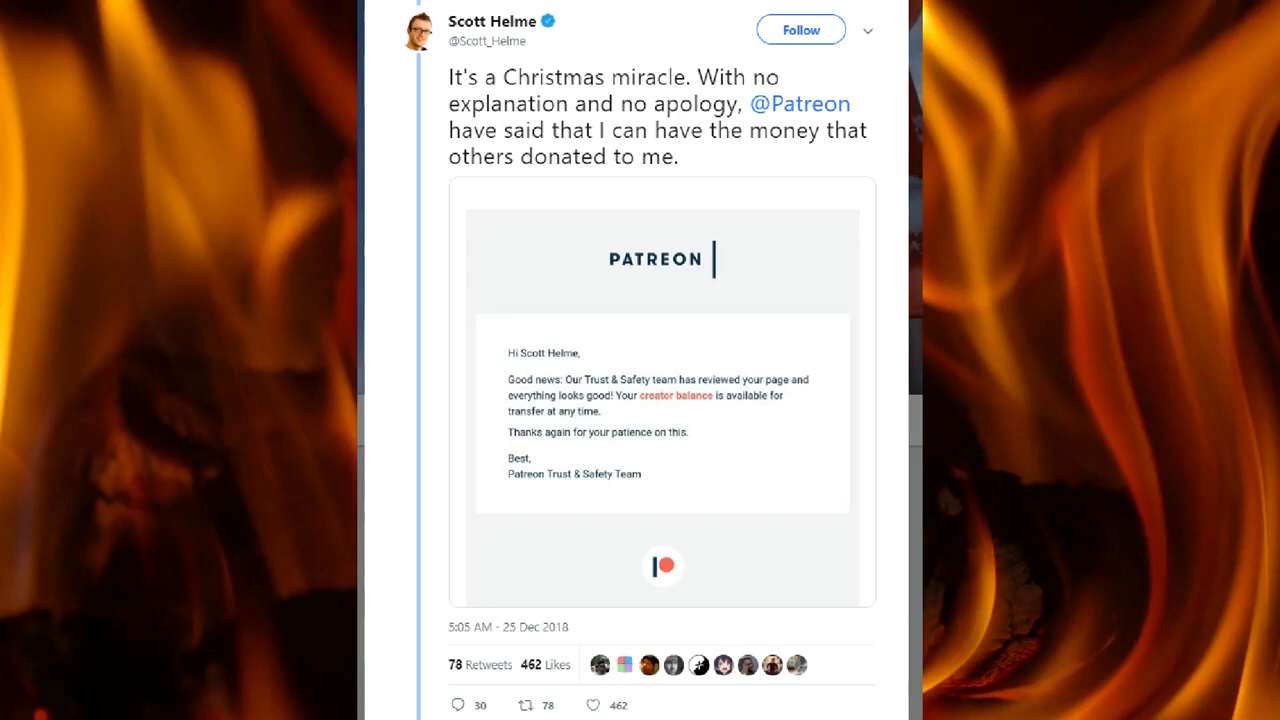 Scott Helme
@Scott_Helme
Follow
It's a Christmas miracle. With no
explanation and no apology, @Patreon
have said that I can have the money that
others donated to me.
PATREON
Hi Scott Helme,
Good news: Our Trust & Safety team has reviewed your page and
everything looks good! Your creator balance is available for
transfer at any time.
Thanks again for your patience on this.
Best,
Patreon Trust & Safety Team
5:05 AM - 25 Dec 2018
78 Retweets 462 Likes
30 78 462